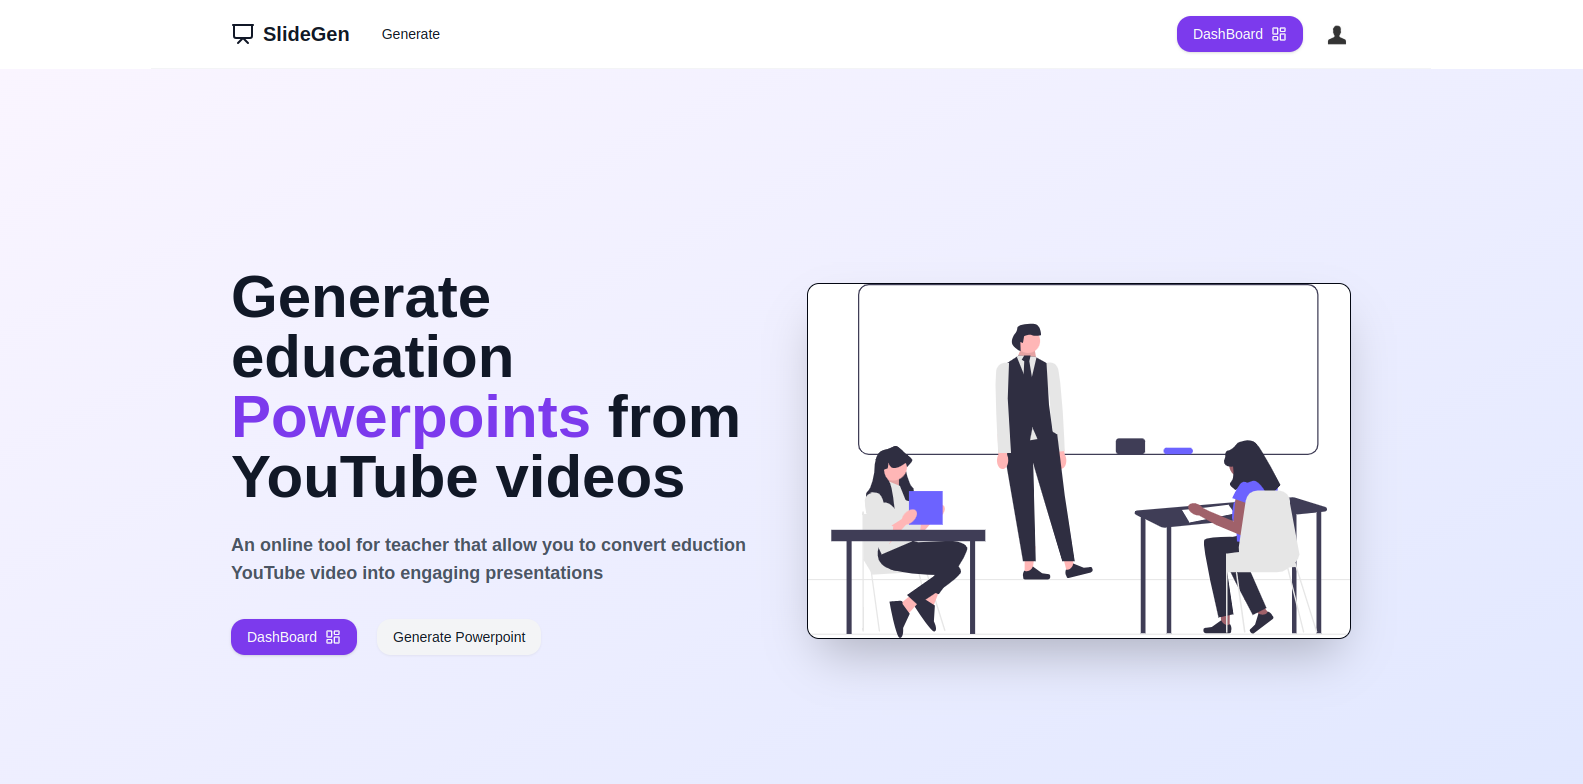 SlideGen
Generate
DashBoard
Generate
education
Powerpoints from
YouTube videos
An online tool for teacher that allow you to convert eduction
YouTube video into engaging presentations
DashBoard
Generate Powerpoint